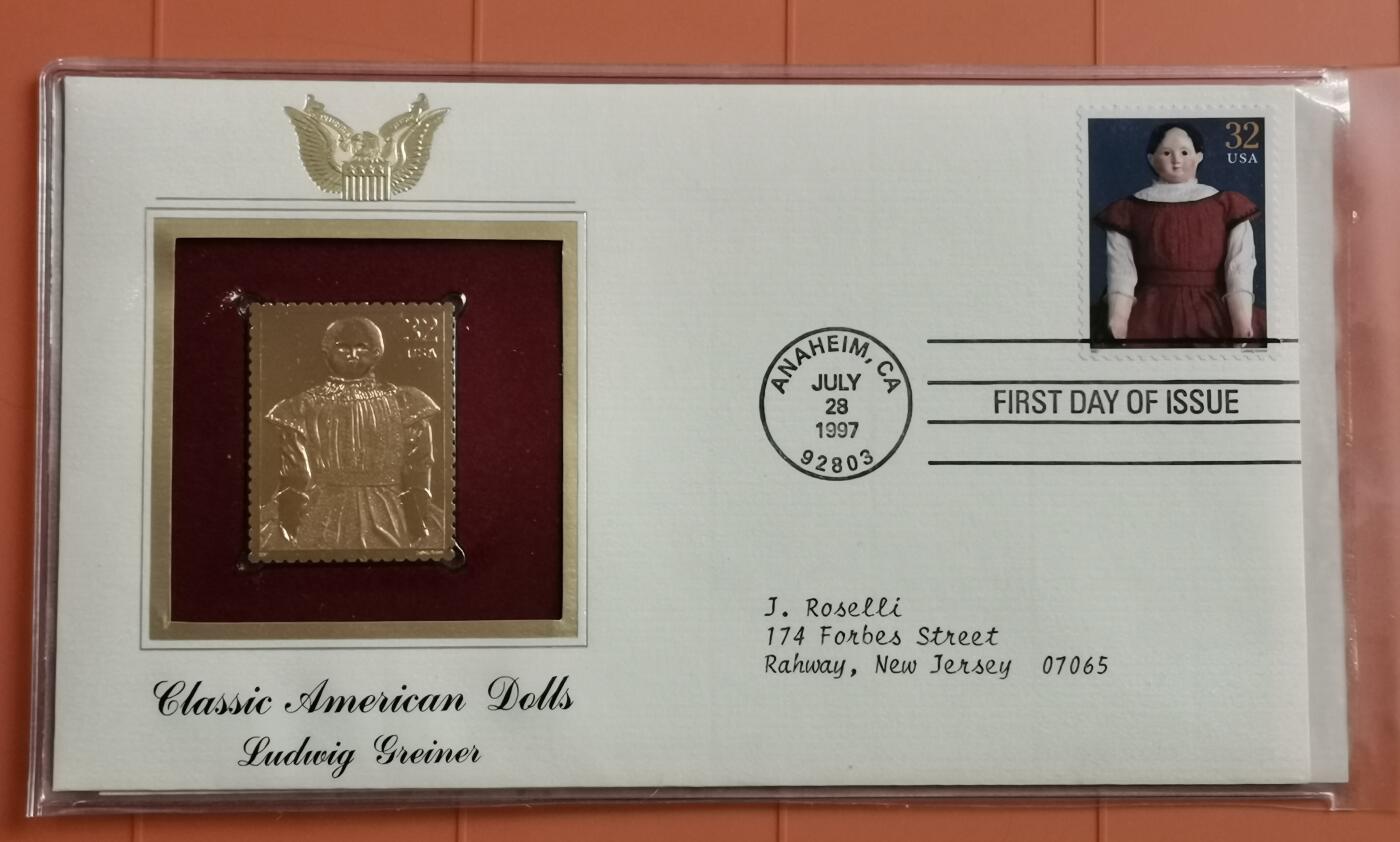 32
USA
32
USA
ANAHEIM, CA
JULY
28
1997
92803
FIRST DAY OF ISSUE
J. Roselli
174 Forbes Street
Rahway, New Jersey 07065
Classic American Dolls
Ludwig Greiner